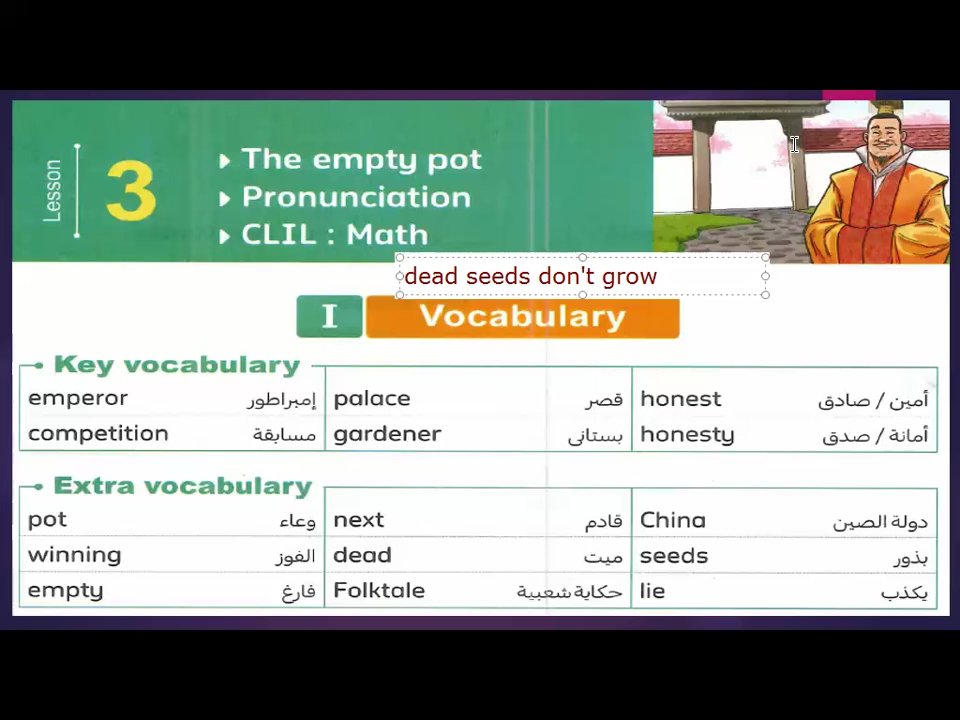 Lesson
3
The empty pot
Pronunciation
CLIL : Math
dead seeds don't grow
I Vocabulary
Key vocabulary
emperor إمبراطور palace قصر honest أمين / صادق
competition مسابقة gardener بستانى honesty أمانة / صدق
Extra vocabulary
pot وعاء next قادم China دولة الصين
winning الفوز dead ميت seeds بذور
empty فارغ Folktale حكاية شعبية lie يكذب